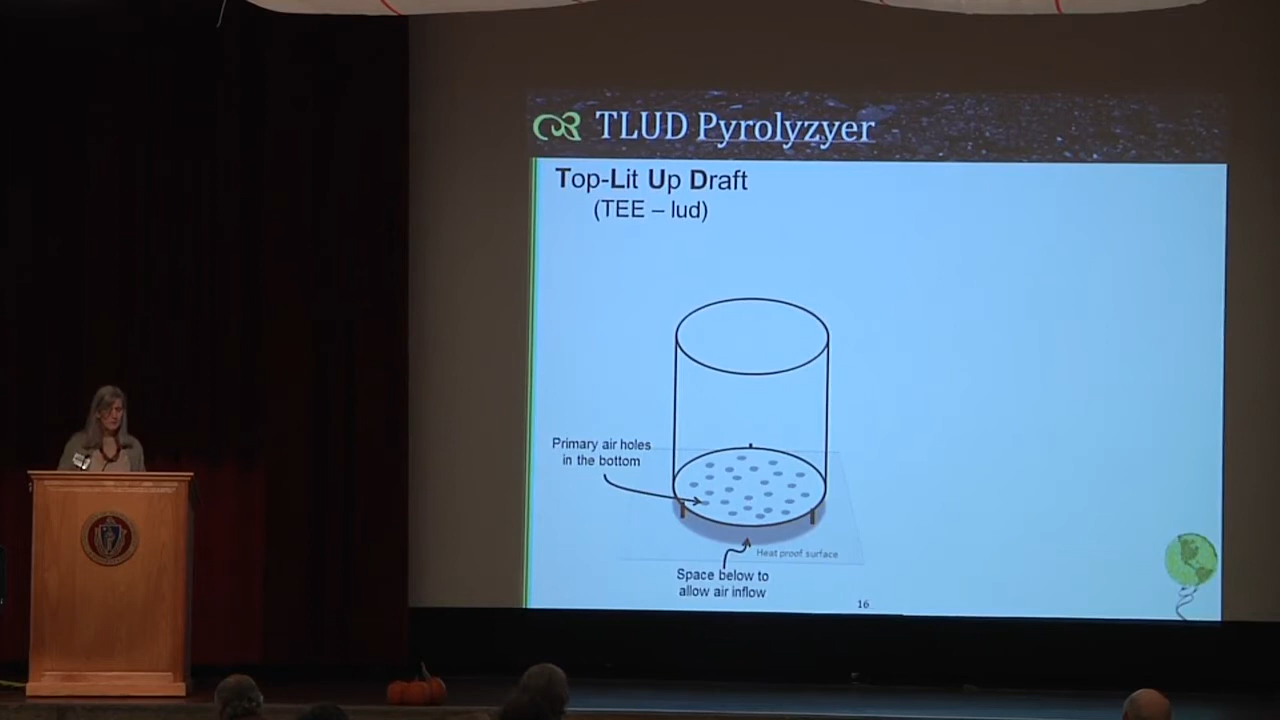 TLUD Pyrolyzyer
Top-Lit Up Draft
(TEE – lud)
Primary air holes
in the bottom
Heat proof surface
Space below to
allow air inflow
16